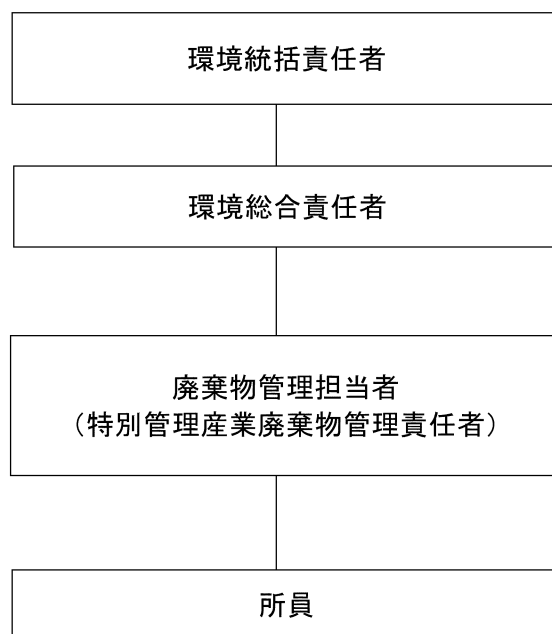 環境統括責任者
環境総合責任者
廃棄物管理担当者
（特別管理産業廃棄物管理責任者）
所員